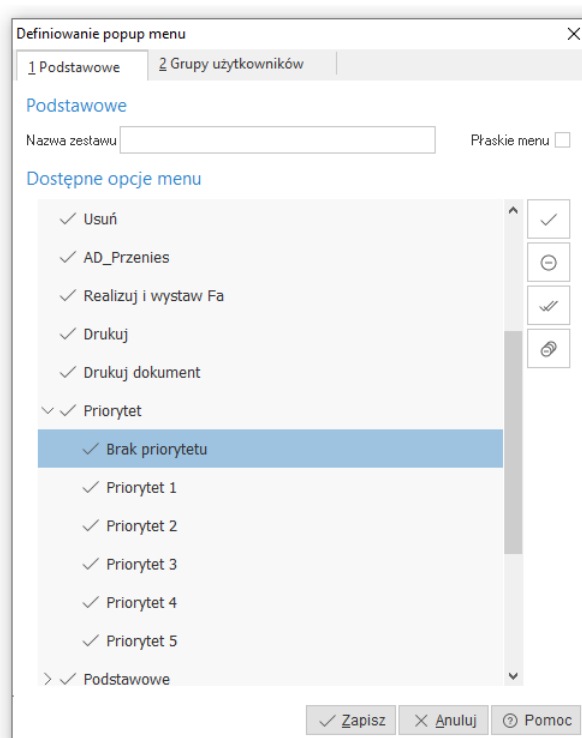 Definiowanie popup menu
1 Podstawowe 2 Grupy użytkowników
Podstawowe
Nazwa zestawu Płaskie menu
Dostępne opcje menu
Usuń
AD_Przenies
Realizuj i wystaw Fa
Drukuj
Drukuj dokument
Priorytet
Brak priorytetu
Priorytet 1
Priorytet 2
Priorytet 3
Priorytet 4
Priorytet 5
Podstawowe
Zapisz Anuluj Pomoc